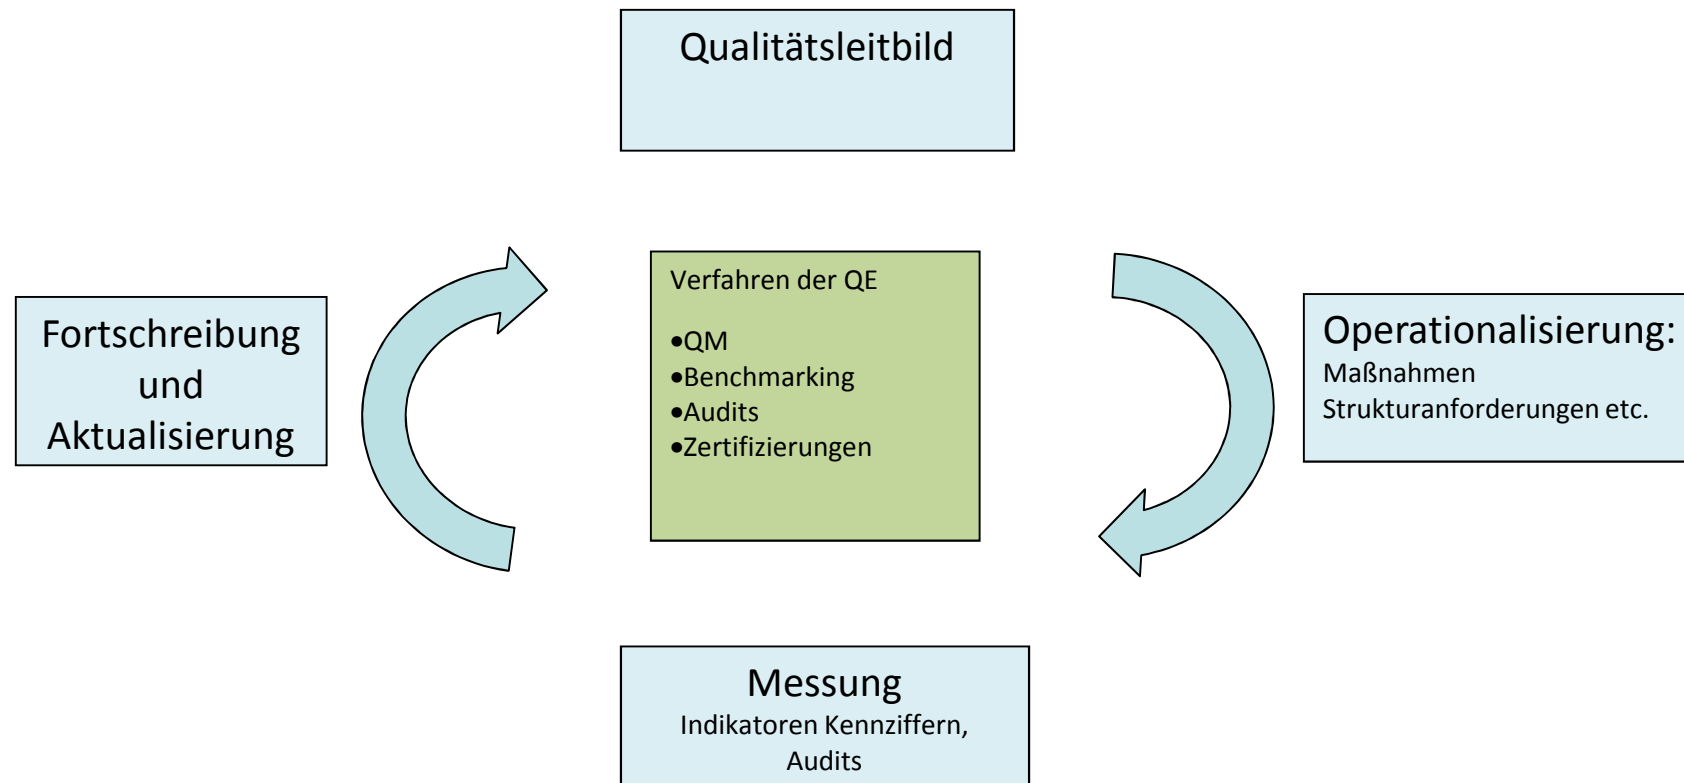 Qualitätsleitbild
Fortschreibung
und
Aktualisierung
Verfahren der QE
•QM
•Benchmarking
•Audits
•Zertifizierungen
Operationalisierung:
Maßnahmen
Strukturanforderungen etc.
Messung
Indikatoren Kennziffern,
Audits